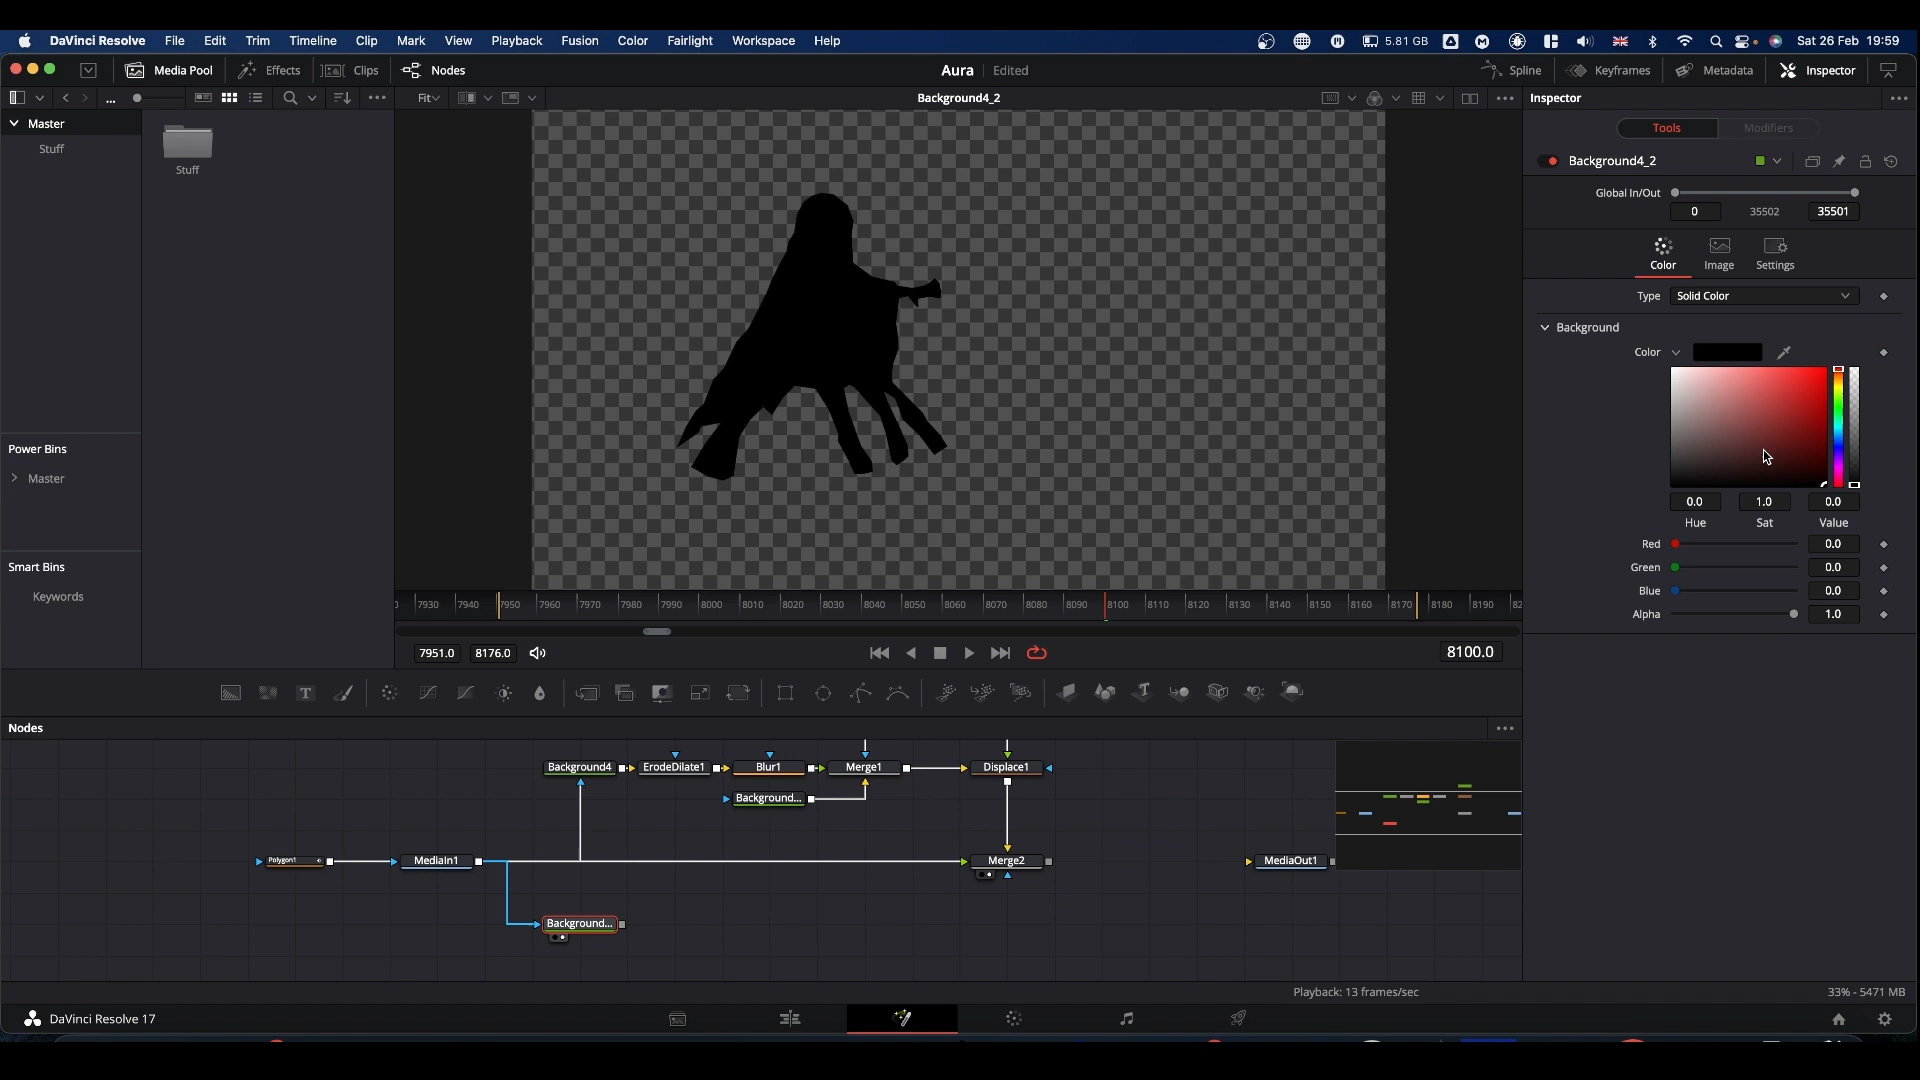 DaVinci Resolve File Edit Trim Timeline Clip Mark View Playback Fusion Color Fairlight Workspace Help 5.81 GB Sat 26 Feb 19:59
Media Pool Effects Clips Nodes Aura Edited Spline Keyframes Metadata Inspector
... Fit Background4_2 Inspector
Master
Stuff
Stuff
Tools Modifiers
Background4_2
Global In/Out
0 35502 35501
Color Image Settings
Type Solid Color
Background
Color
0.0 1.0 0.0
Hue Sat Value
Red 0.0
Green 0.0
Blue 0.0
Alpha 1.0
Power Bins
Master
Smart Bins
Keywords
7930 7940 7950 7960 7970 7980 7990 8000 8010 8020 8030 8040 8050 8060 8070 8080 8090 8100 8110 8120 8130 8140 8150 8160 8170 8180 8190 82
7951.0 8176.0 8100.0
Nodes
Background4 ErodeDilate1 Blur1 Merge1 Displace1
Background...
Polygon1 MediaIn1 Merge2 MediaOut1
Background...
Playback: 13 frames/sec 33% - 5471 MB
DaVinci Resolve 17